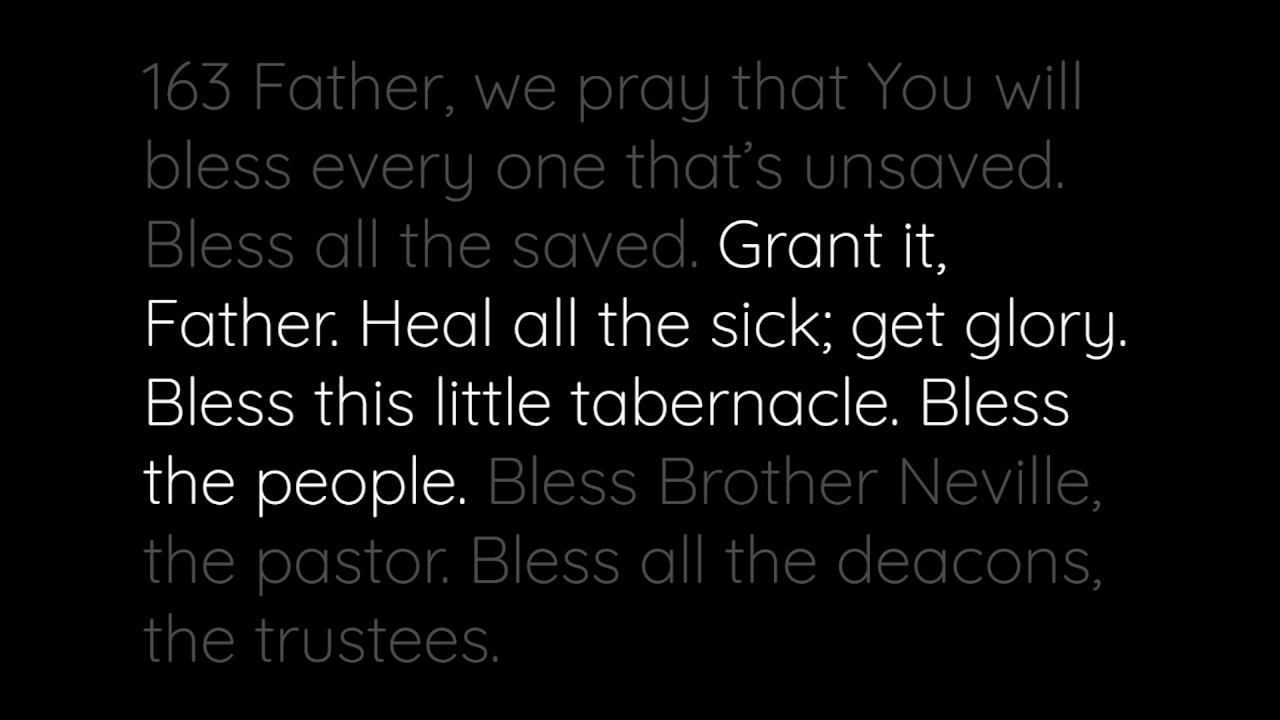 163 Father, we pray that You will
bless every one that’s unsaved.
Bless all the saved. Grant it,
Father. Heal all the sick; get glory.
Bless this little tabernacle. Bless
the people. Bless Brother Neville,
the pastor. Bless all the deacons,
the trustees.